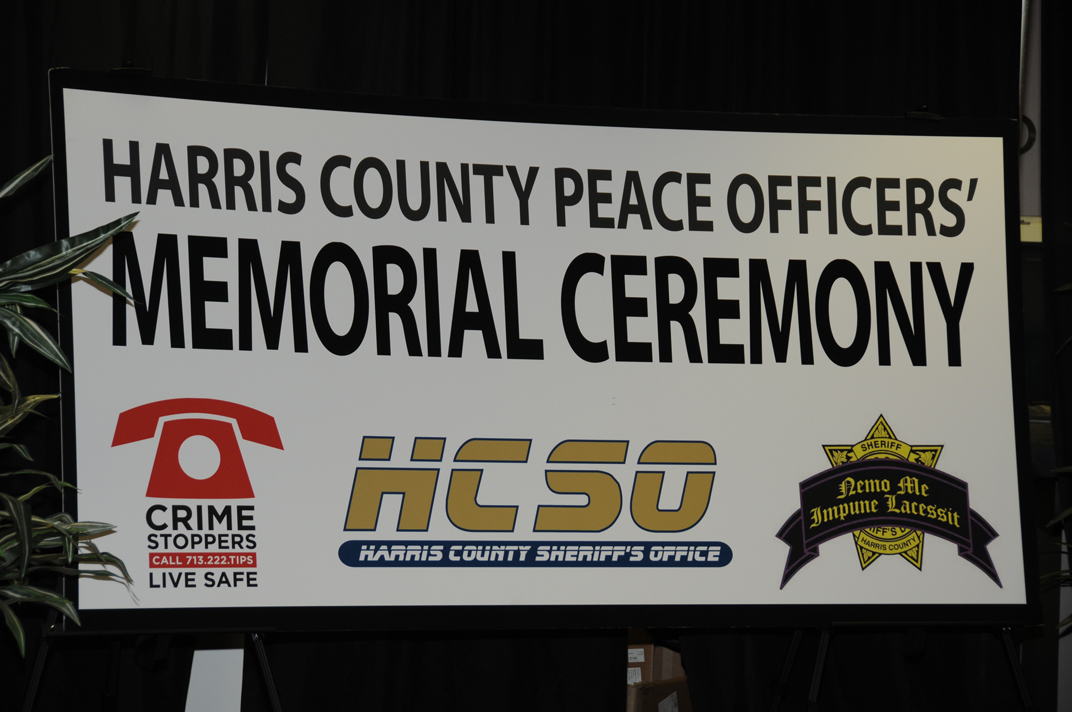 HARRIS COUNTY PEACE OFFICERS'
MEMORIAL CEREMONY
CRIME
STOPPERS
CALL 713.222.TIPS
LIVE SAFE
HCSO
HARRIS COUNTY SHERIFF'S OFFICE
SHERIFF
Nemo Me
Impune Lacessit
HARRIS COUNTY